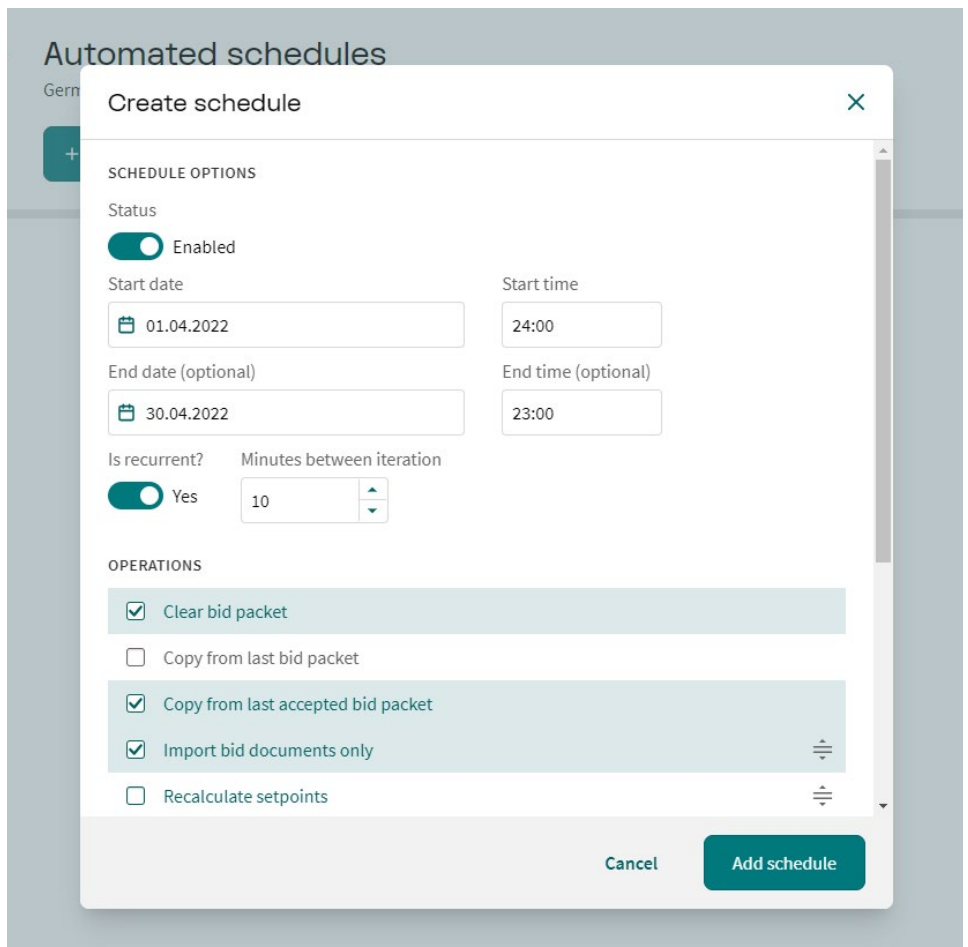 Automated schedules
Germ
Create schedule
+
SCHEDULE OPTIONS
Status
Enabled
Start date Start time
01.04.2022 24:00
End date (optional) End time (optional)
30.04.2022 23:00
Is recurrent? Minutes between iteration
Yes 10
OPERATIONS
Clear bid packet
Copy from last bid packet
Copy from last accepted bid packet
Import bid documents only
Recalculate setpoints
Cancel Add schedule